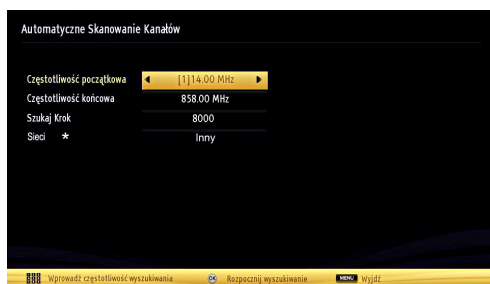 Automatyczne Skanowanie Kanałów
Częstotliwość początkowa [1]14.00 MHz
Częstotliwość końcowa 858.00 MHz
Szukaj Krok 8000
Sieci * Inny
Wprowadź częstotliwość wyszukiwania OK Rozpocznij wyszukiwanie MENU Wyjdź